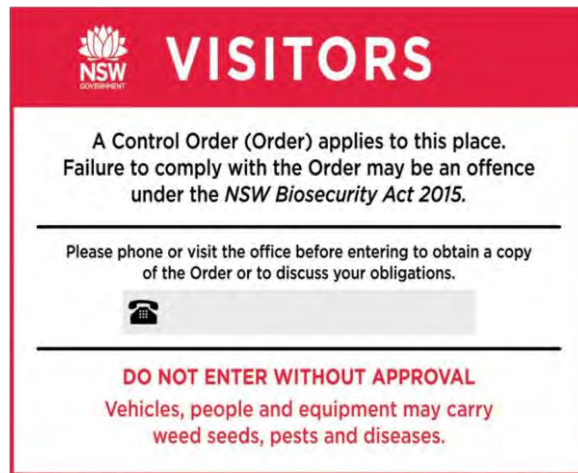 NSW
GOVERNMENT
VISITORS
A Control Order (Order) applies to this place.
Failure to comply with the Order may be an offence
under the NSW Biosecurity Act 2015.
Please phone or visit the office before entering to obtain a copy
of the Order or to discuss your obligations.
DO NOT ENTER WITHOUT APPROVAL
Vehicles, people and equipment may carry
weed seeds, pests and diseases.